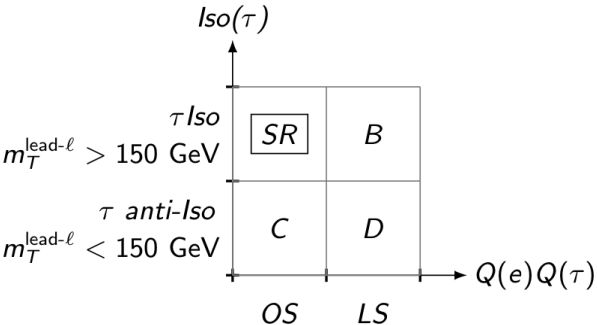 Iso(τ)
τ Iso
m_T^{lead-ℓ} > 150 GeV
SR
B
τ anti-Iso
m_T^{lead-ℓ} < 150 GeV
C
D
Q(e)Q(τ)
OS
LS